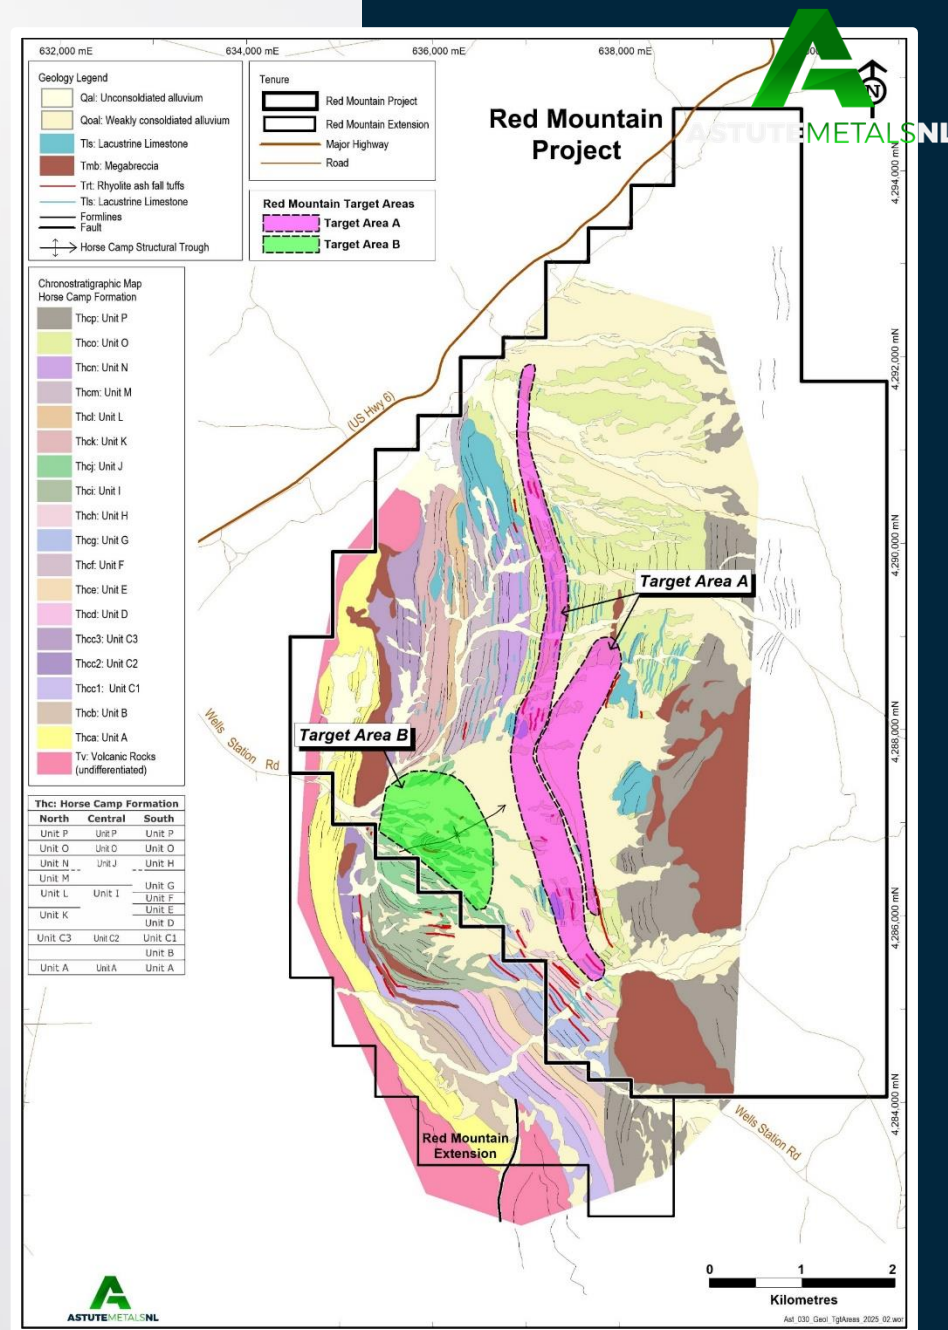 632,000 mE
634,000 mE
636,000 mE
638,000 mE
ASTUTEMETALSNL
N
Geology Legend
Qal: Unconsoldiated alluvium
Qoal: Weakly consolidated alluvium
Tls: Lacustrine Limestone
Tmb: Megabreccia
Trt: Rhyolite ash fall tuffs
Tls: Lacustrine Limestone
Formlines
Fault
Horse Camp Structural Trough
Tenure
Red Mountain Project
Red Mountain Extension
Major Highway
Road
Red Mountain Target Areas
Target Area A
Target Area B
Red Mountain
Project
Chronostratigraphic Map
Horse Camp Formation
Thcp: Unit P
Thco: Unit O
Thcn: Unit N
Thcm: Unit M
Thcl: Unit L
Thck: Unit K
Thcj: Unit J
Thci: Unit I
Thch: Unit H
Thcg: Unit G
Thcf: Unit F
Thce: Unit E
Thcd: Unit D
Thcc3: Unit C3
Thcc2: Unit C2
Thcc1: Unit C1
Thcb: Unit B
Thca: Unit A
Tv: Volcanic Rocks
(undifferentiated)
Thc: Horse Camp Formation
North Central South
Unit P Unit P Unit P
Unit O Unit O Unit O
Unit N Unit J Unit H
Unit M
Unit L Unit I Unit G
Unit F
Unit K Unit E
Unit D
Unit C3 Unit C2 Unit C1
Unit B
Unit A Unit A Unit A
(US Hwy 6)
Target Area A
Target Area B
Wells Station Rd
Wells Station Rd
Red Mountain
Extension
4,294,000 mN
4,292,000 mN
4,290,000 mN
4,288,000 mN
4,286,000 mN
4,284,000 mN
0 1 2
Kilometres
ASTUTEMETALSNL
Ast_030_Geol_TgtAreas_2025_02.wor